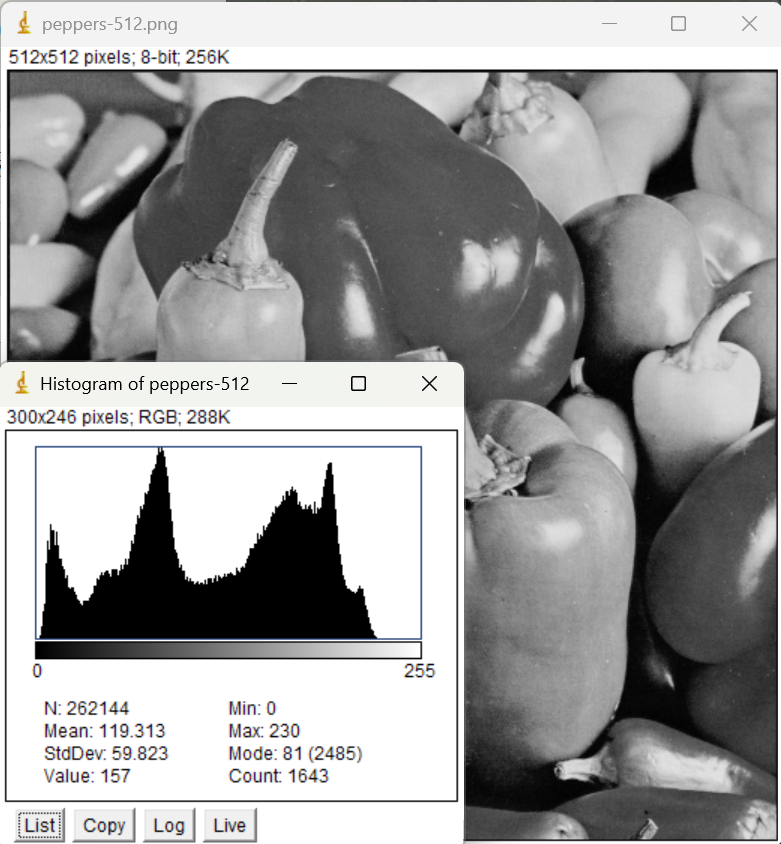 peppers-512.png
512x512 pixels; 8-bit; 256K
Histogram of peppers-512
300x246 pixels; RGB; 288K
0 255
N: 262144 Min: 0
Mean: 119.313 Max: 230
StdDev: 59.823 Mode: 81 (2485)
Value: 157 Count: 1643
List Copy Log Live